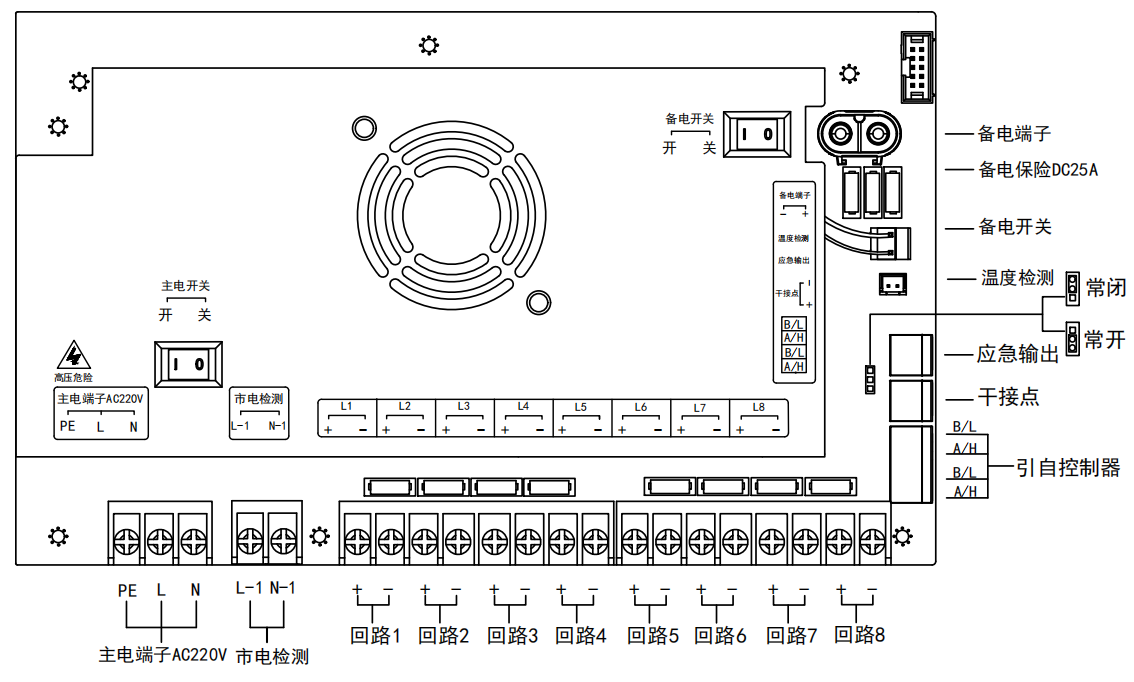 备电开关
开 关
备电端子
备电保险DC25A
备电开关
温度检测
常闭
常开
应急输出
干接点
B/L
A/H
B/L
A/H
引自控制器
备电端子
- +
温度检测
应急输出
干接点
-
+
B/L
A/H
B/L
A/H
I O
主电开关
开 关
I O
高压危险
主电端子AC220V
PE L N
市电检测
L-1 N-1
L1 L2 L3 L4 L5 L6 L7 L8
+ - + - + - + - + - + - + - + -
PE L N
主电端子AC220V
L-1 N-1
市电检测
+ - + - + - + - + - + - + - + -
回路1 回路2 回路3 回路4 回路5 回路6 回路7 回路8